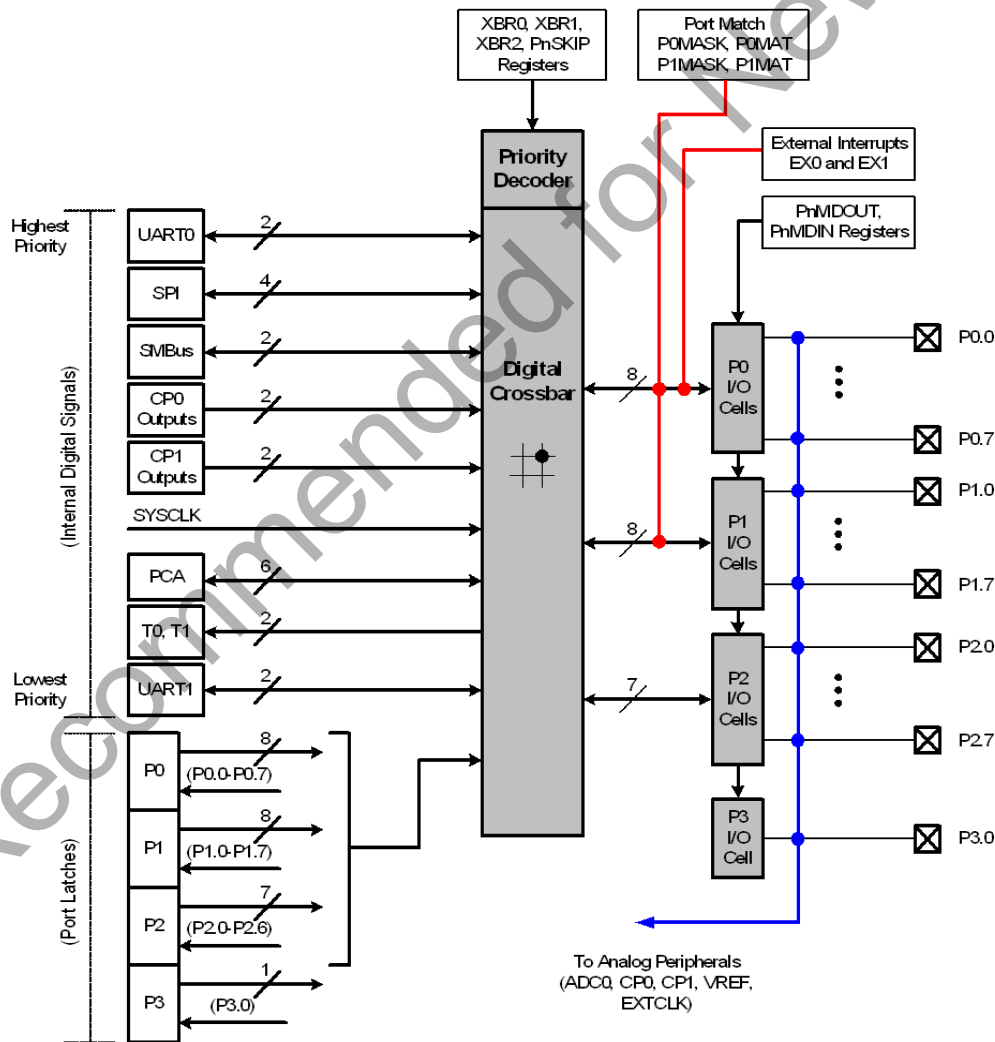 XBR0, XBR1,
XBR2, PnSKIP
Registers
Port Match
P0MASK, P0MAT
P1MASK, P1MAT
External Interrupts
EX0 and EX1
PnMDOUT,
PnMDIN Registers
Priority
Decoder
Digital
Crossbar
Highest
Priority
(Internal Digital Signals)
Lowest
Priority
UART0
2
SPI
4
SMBus
2
CP0
Outputs
2
CP1
Outputs
2
SYSCLK
PCA
6
T0, T1
2
UART1
2
(Port Latches)
P0
8
(P0.0-P0.7)
P1
8
(P1.0-P1.7)
P2
7
(P2.0-P2.6)
P3
1
(P3.0)
8
8
7
P0
I/O
Cells
P1
I/O
Cells
P2
I/O
Cells
P3
I/O
Cell
P0.0
P0.7
P1.0
P1.7
P2.0
P2.7
P3.0
To Analog Peripherals
(ADC0, CP0, CP1, VREF,
EXTCLK)
Recommended for New